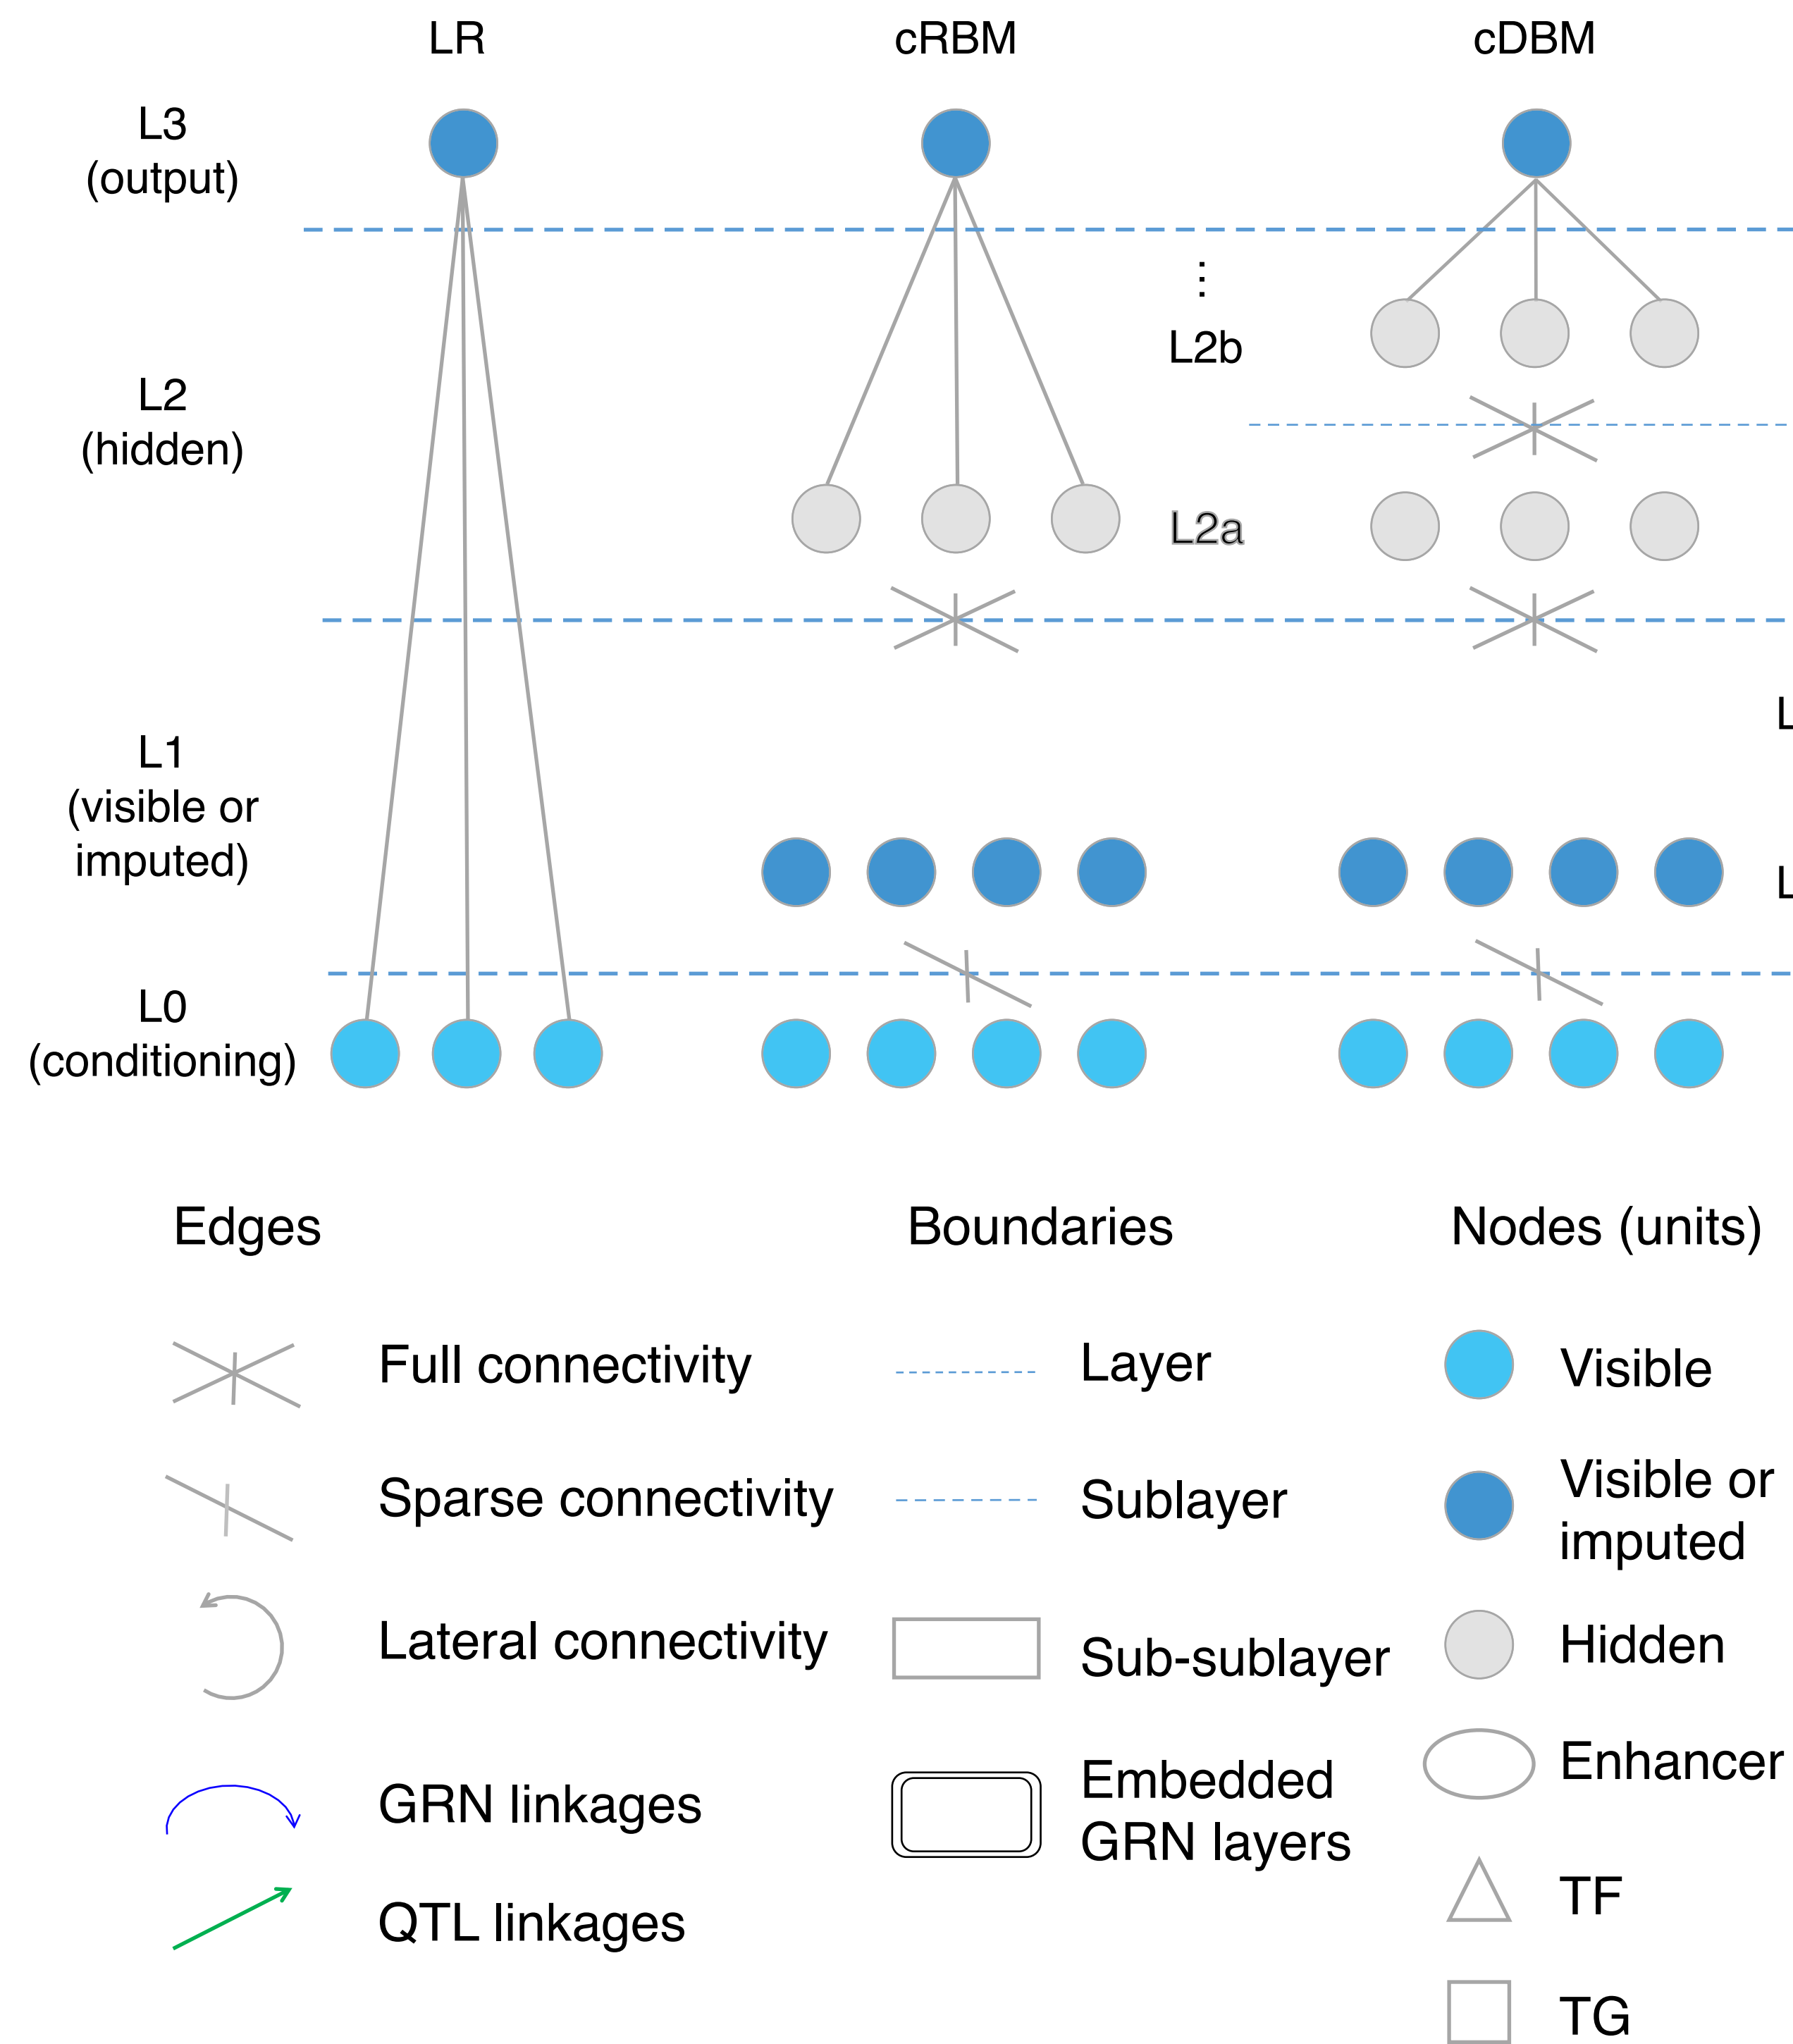 LR
cRBM
cDBM
L3
(output)
L2
(hidden)
⋮
L2b
L2a
L1
(visible or
imputed)
L
L
L0
(conditioning)
Edges
Boundaries
Nodes (units)
Full connectivity
Layer
Visible
Sparse connectivity
Sublayer
Visible or
imputed
Lateral connectivity
Sub-sublayer
Hidden
GRN linkages
Embedded
GRN layers
Enhancer
QTL linkages
TF
TG